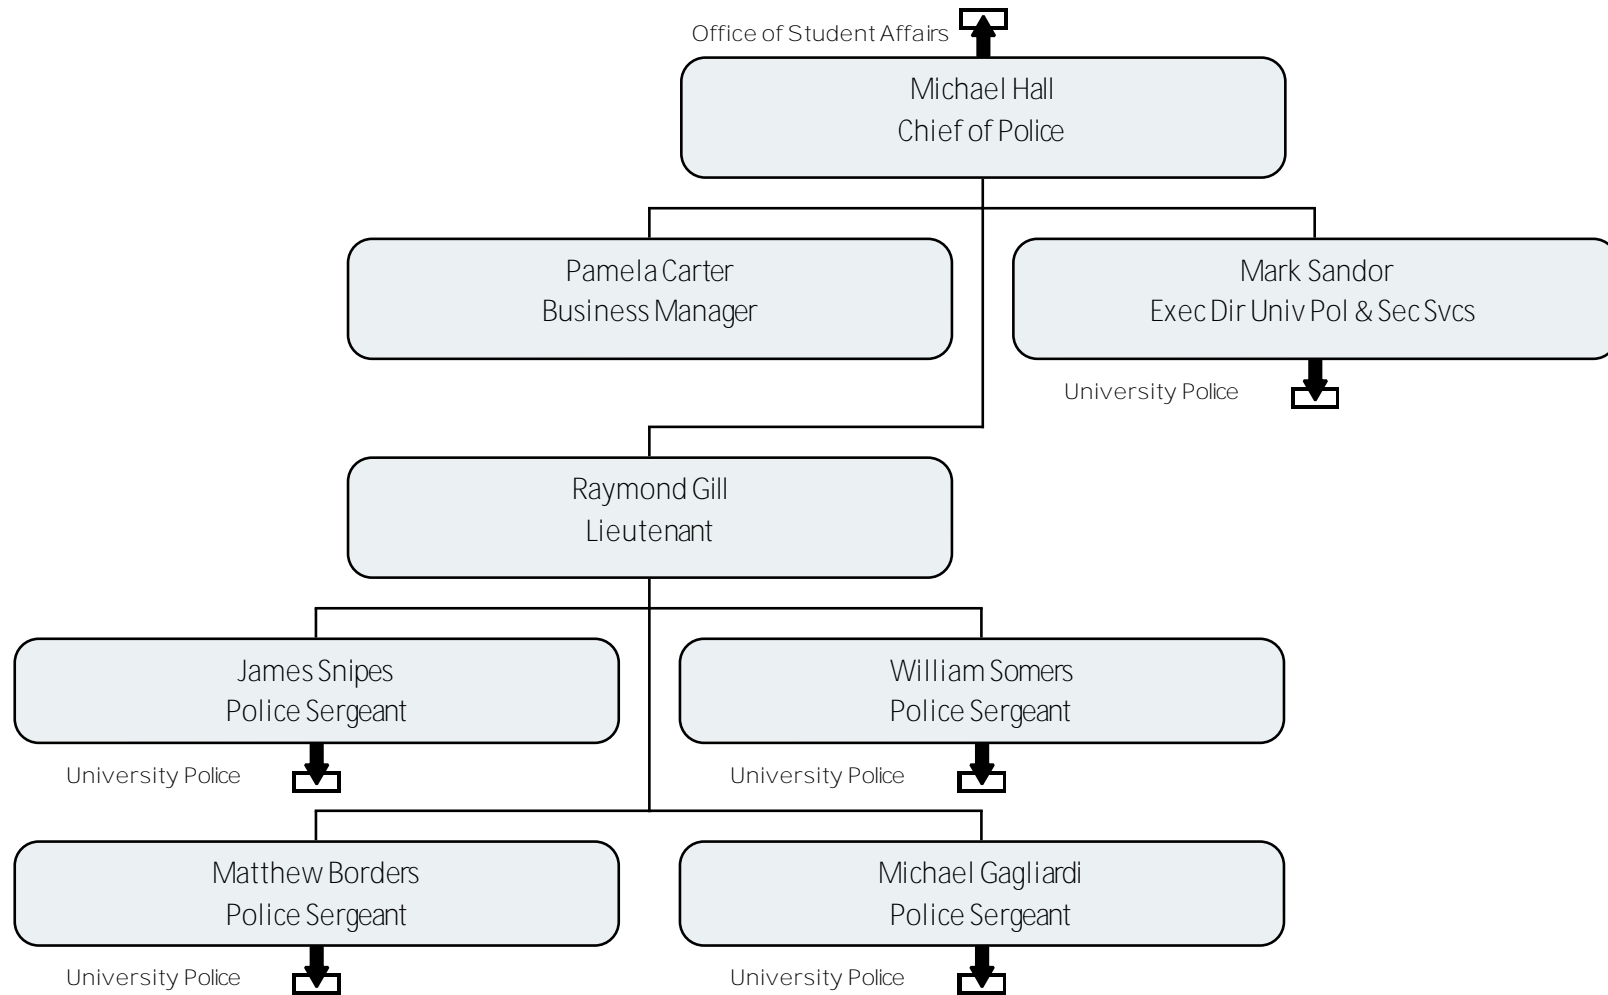 Office of Student Affairs
Michael Hall
Chief of Police
Pamela Carter
Business Manager
Mark Sandor
Exec Dir Univ Pol & Sec Svcs
University Police
Raymond Gill
Lieutenant
James Snipes
Police Sergeant
William Somers
Police Sergeant
University Police
University Police
Matthew Borders
Police Sergeant
Michael Gagliardi
Police Sergeant
University Police
University Police